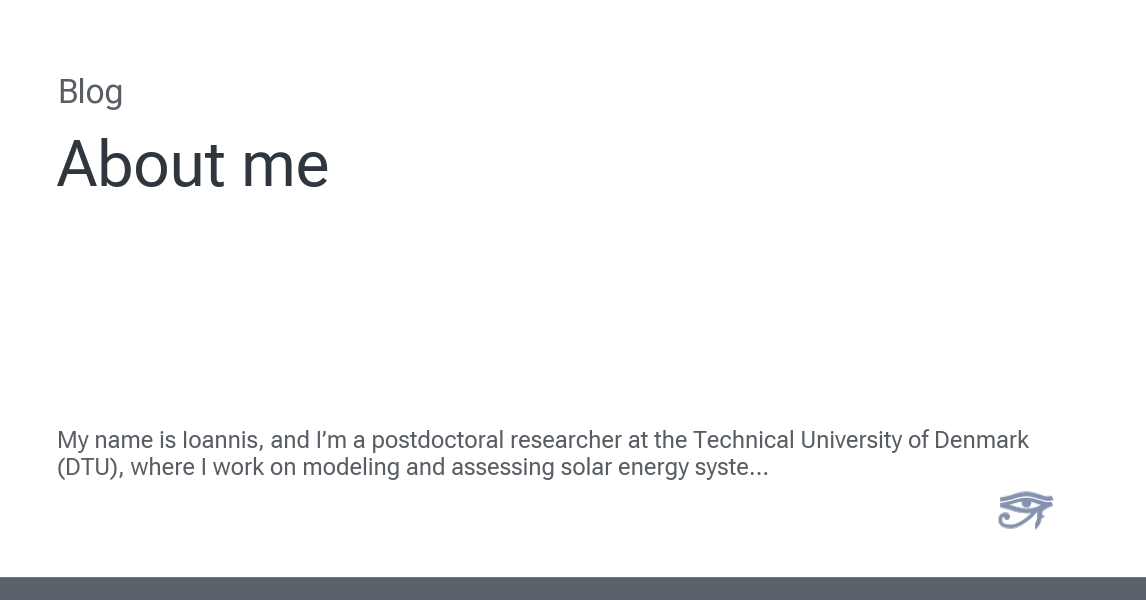 Blog
About me
My name is Ioannis, and I’m a postdoctoral researcher at the Technical University of Denmark
(DTU), where I work on modeling and assessing solar energy syste...